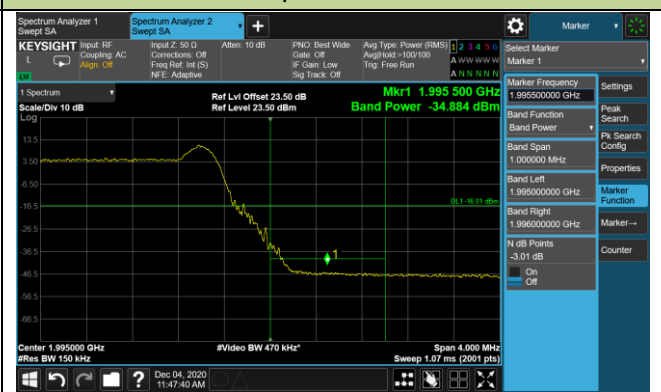 Spectrum Analyzer 1
Swept SA
Spectrum Analyzer 2
Swept SA
+
Marker
KEYSIGHT
L
Input: RF
Coupling: AC
Align: Off
Input Z: 50 Ω
Corrections: Off
Freq Ref: Int (S)
NFE: Adaptive
Atten: 10 dB
PNO: Best Wide
Gate: Off
IF Gain: Low
Sig Track: Off
Avg Type: Power (RMS)
Avg|Hold:>100/100
Trig: Free Run
1 2 3 4 5 6
A W W W W W
A N N N N N
1 Spectrum
Scale/Div 10 dB
Log
Ref Lvl Offset 23.50 dB
Ref Level 23.50 dBm
Mkr1 1.995 500 GHz
Band Power -34.884 dBm
13.5
3.50
-6.50
-16.5
-26.5
-36.5
-46.5
-56.5
-66.5
DL1 -16.01 dBm
1
Center 1.995000 GHz
#Res BW 150 kHz
#Video BW 470 kHz*
Span 4.000 MHz
Sweep 1.07 ms (2001 pts)
Dec 04, 2020
11:47:40 AM
?
Select Marker
Marker 1
Marker Frequency
1.995500000 GHz
Band Function
Band Power
Band Span
1.000000 MHz
Band Left
1.995000000 GHz
Band Right
1.996000000 GHz
N dB Points
-3.01 dB
On
Off
Settings
Peak
Search
Pk Search
Config
Properties
Marker
Function
Marker→
Counter